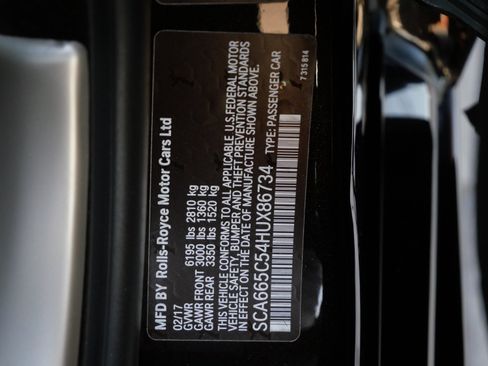 MFD BY Rolls-Royce Motor Cars Ltd
02/17
GVWR 6195 lbs 2810 kg
GAWR FRONT 3000 lbs 1360 kg
GAWR REAR 3350 lbs 1520 kg
THIS VEHICLE CONFORMS TO ALL APPLICABLE U.S.FEDERAL MOTOR
VEHICLE SAFETY, BUMPER AND THEFT PREVENTION STANDARDS
IN EFFECT ON THE DATE OF MANUFACTURE SHOWN ABOVE.
SCA665C54HUX86734 TYPE: PASSENGER CAR
7315814